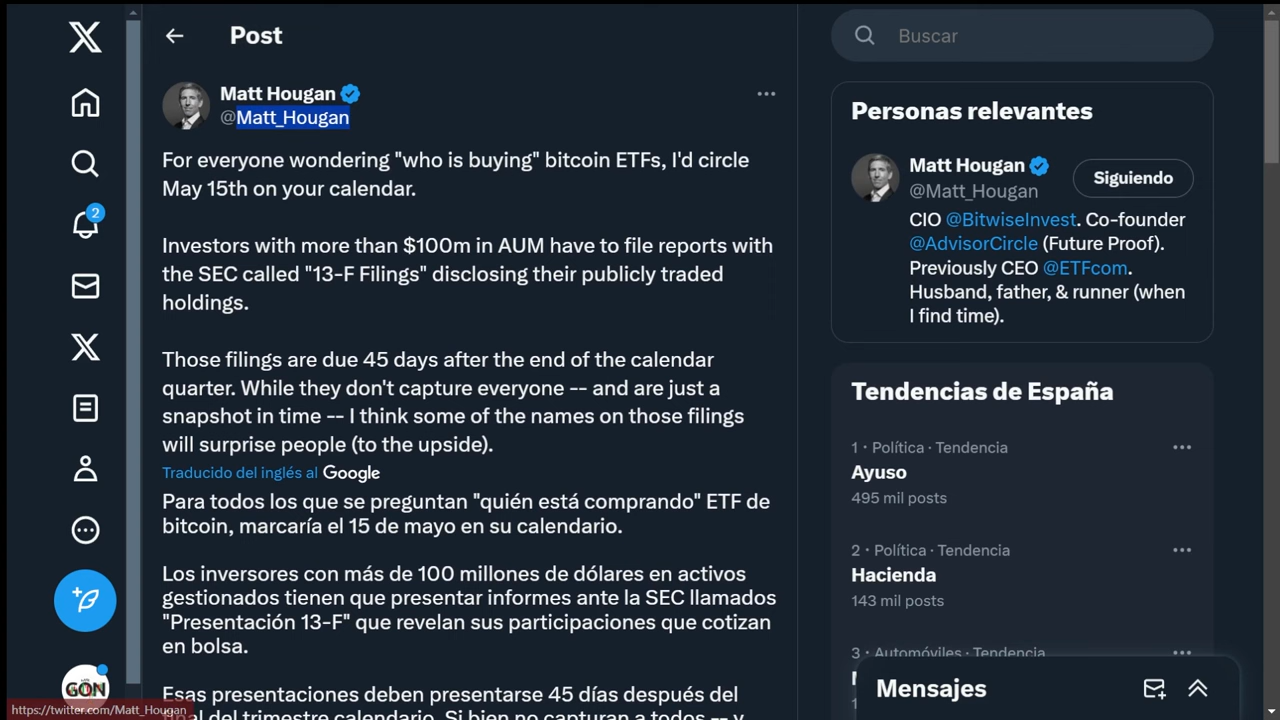 Post
Buscar
Matt Hougan
@Matt_Hougan
For everyone wondering "who is buying" bitcoin ETFs, I'd circle
May 15th on your calendar.
Investors with more than $100m in AUM have to file reports with
the SEC called "13-F Filings" disclosing their publicly traded
holdings.
Those filings are due 45 days after the end of the calendar
quarter. While they don't capture everyone -- and are just a
snapshot in time -- I think some of the names on those filings
will surprise people (to the upside).
Traducido del inglés al Google
Para todos los que se preguntan "quién está comprando" ETF de
bitcoin, marcaría el 15 de mayo en su calendario.
Los inversores con más de 100 millones de dólares en activos
gestionados tienen que presentar informes ante la SEC llamados
"Presentación 13-F" que revelan sus participaciones que cotizan
en bolsa.
Esas presentaciones deben presentarse 45 días después del
final del trimestre calendario. Si bien no capturan a todos -- y
Personas relevantes
Matt Hougan
@Matt_Hougan
Siguiendo
CIO @BitwiseInvest. Co-founder
@AdvisorCircle (Future Proof).
Previously CEO @ETFcom.
Husband, father, & runner (when
I find time).
Tendencias de España
1 · Política · Tendencia
Ayuso
495 mil posts
2 · Política · Tendencia
Hacienda
143 mil posts
3 · Automóviles · Tendencia
Mensajes
2
GON
https://twitter.com/Matt_Hougan